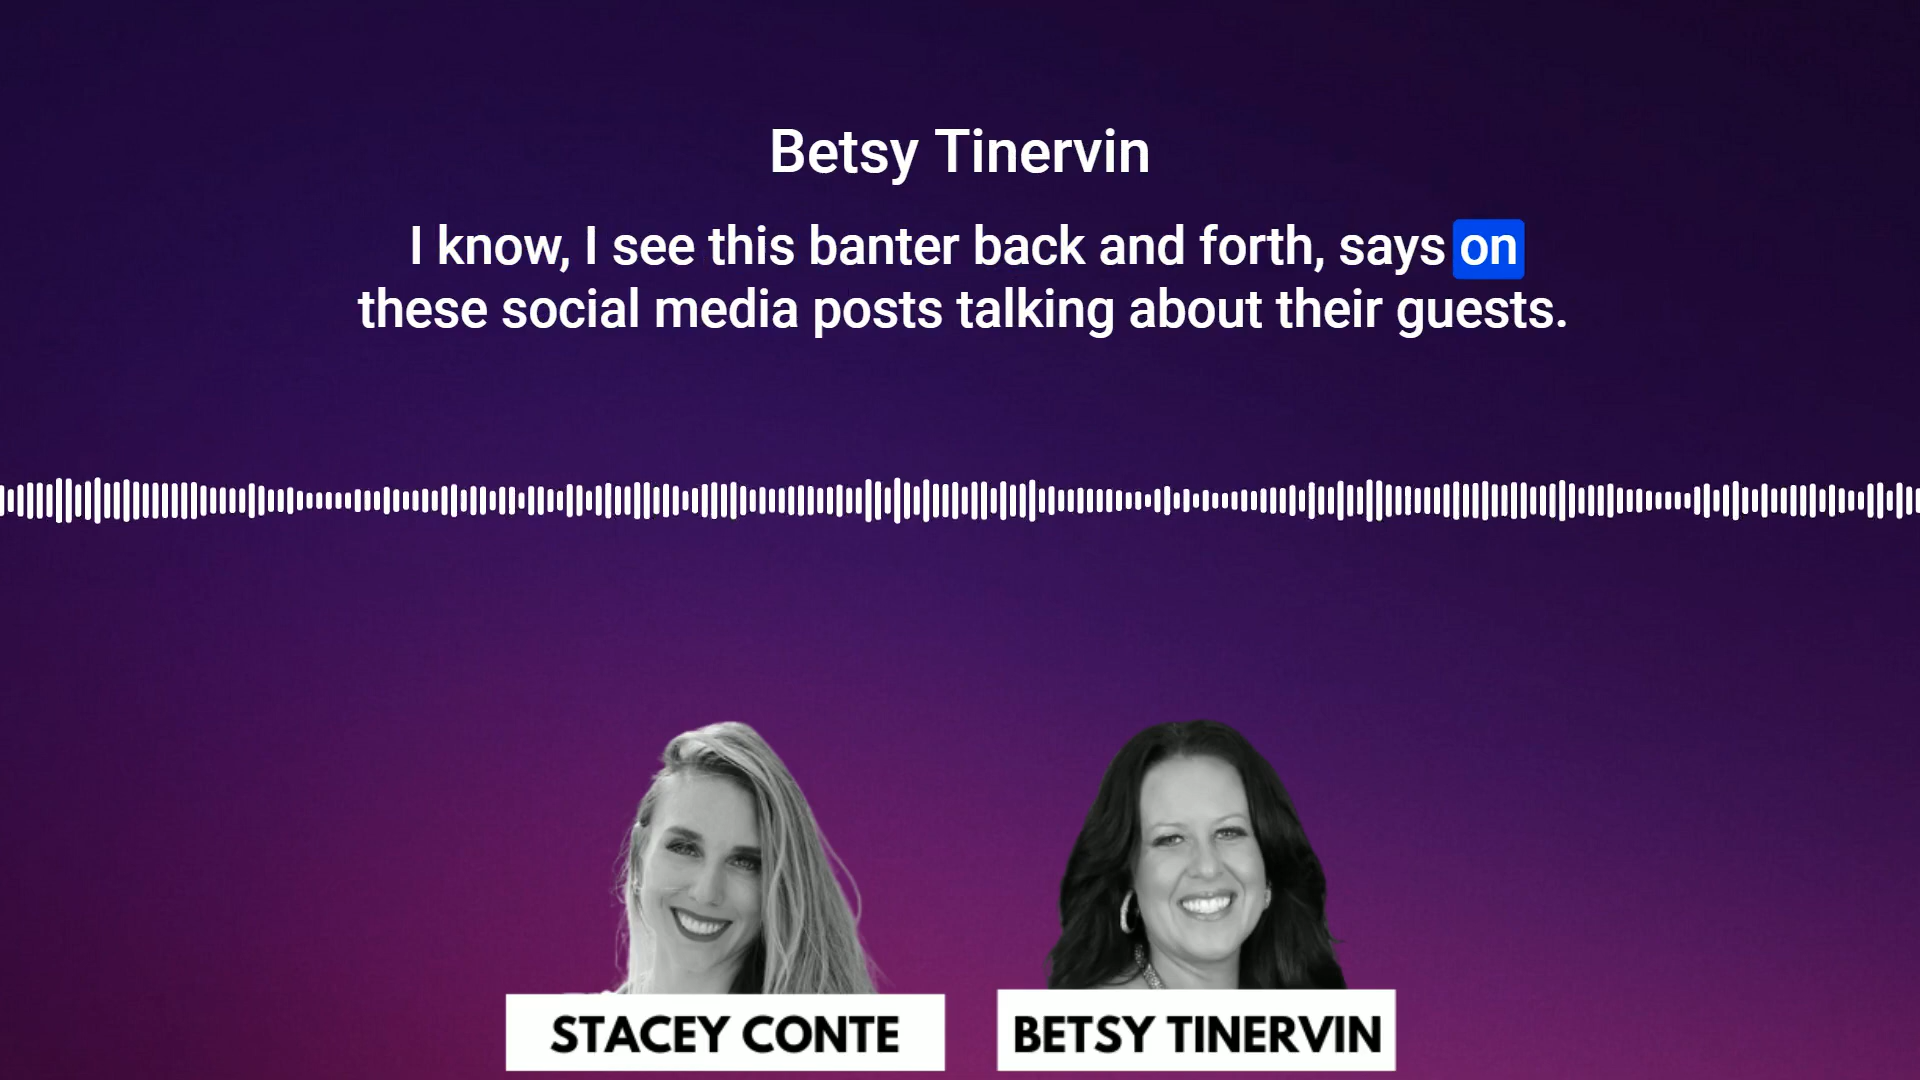 Betsy Tinervin
I know, I see this banter back and forth, says on
these social media posts talking about their guests.
STACEY CONTE
BETSY TINERVIN